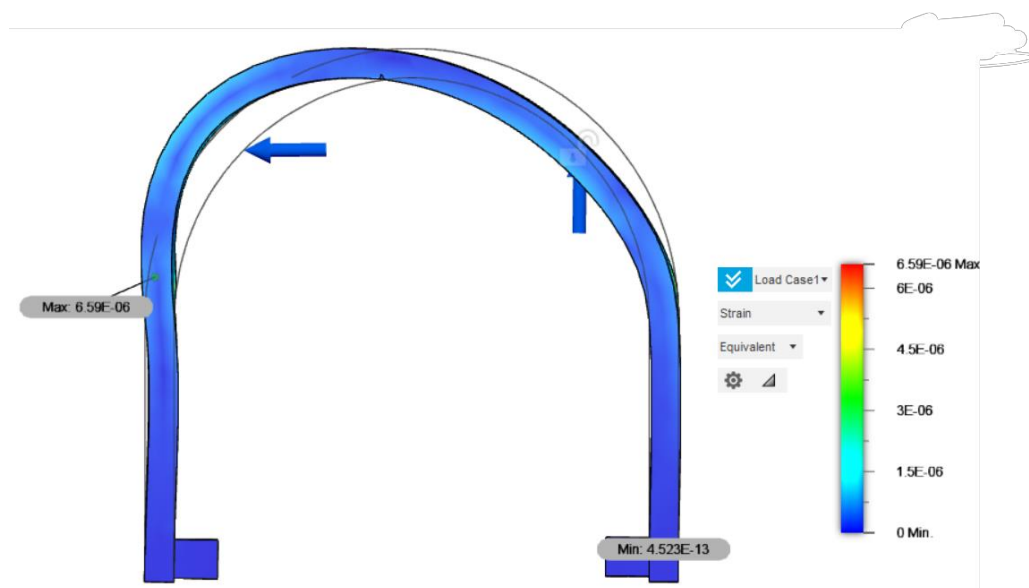 Max: 6.59E-06
Min: 4.523E-13
Load Case1
Strain
Equivalent
6.59E-06 Max
6E-06
4.5E-06
3E-06
1.5E-06
0 Min.